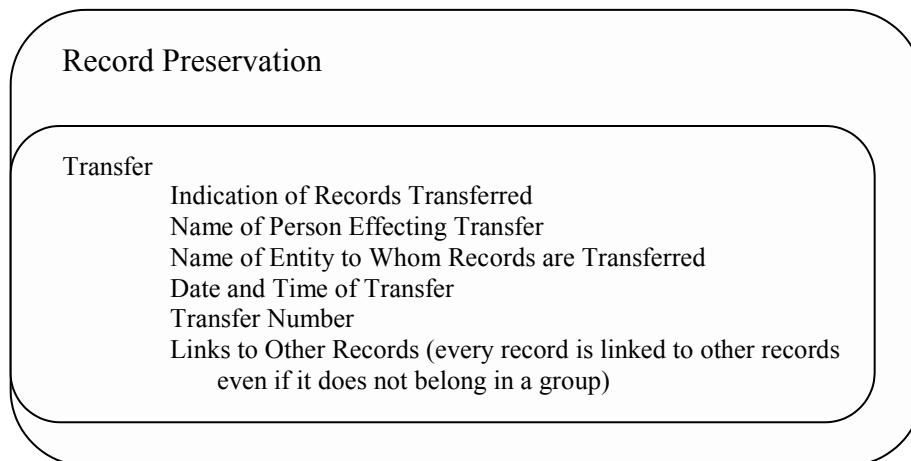 Record Preservation
Transfer
Indication of Records Transferred
Name of Person Effecting Transfer
Name of Entity to Whom Records are Transferred
Date and Time of Transfer
Transfer Number
Links to Other Records (every record is linked to other records
even if it does not belong in a group)